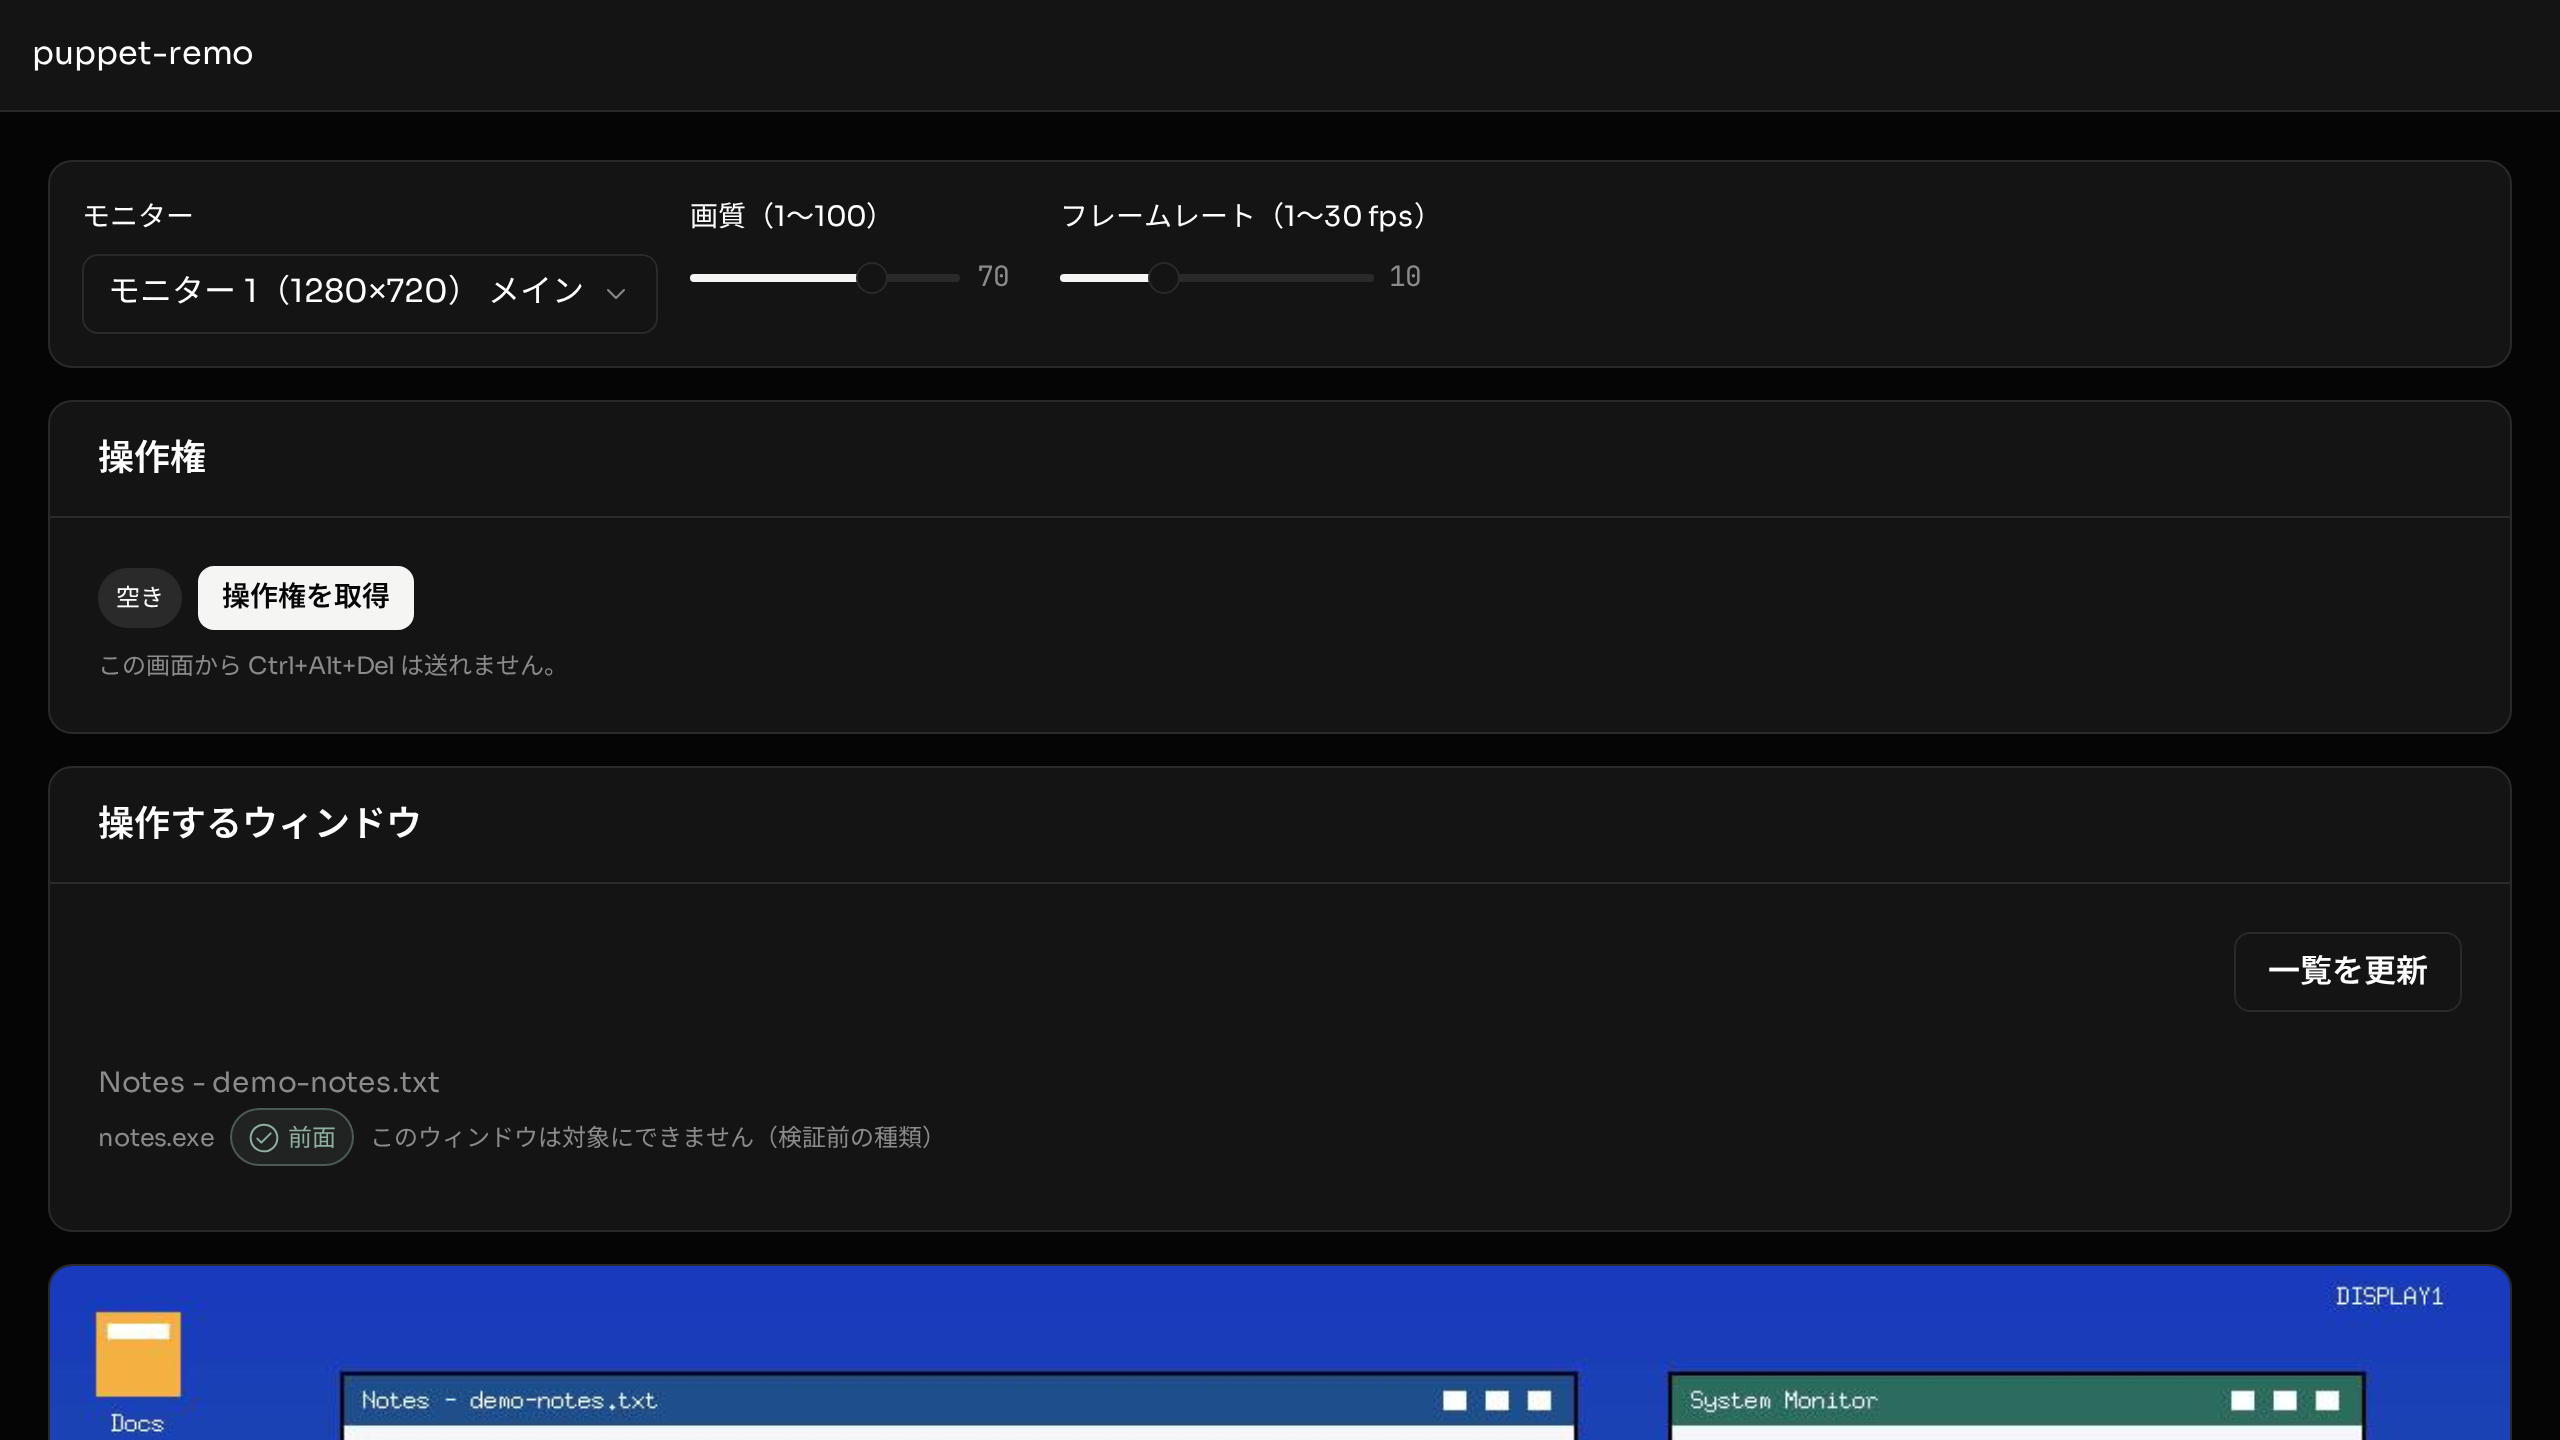 puppet-remo
モニター
画質（1〜100）
フレームレート（1〜30 fps）
モニター 1（1280×720） メイン
70
10
操作権
空き
操作権を取得
この画面から Ctrl+Alt+Del は送れません。
操作するウィンドウ
一覧を更新
Notes - demo-notes.txt
notes.exe 前面 このウィンドウは対象にできません（検証前の種類）
DISPLAY1
Docs
Notes - demo-notes.txt
System Monitor